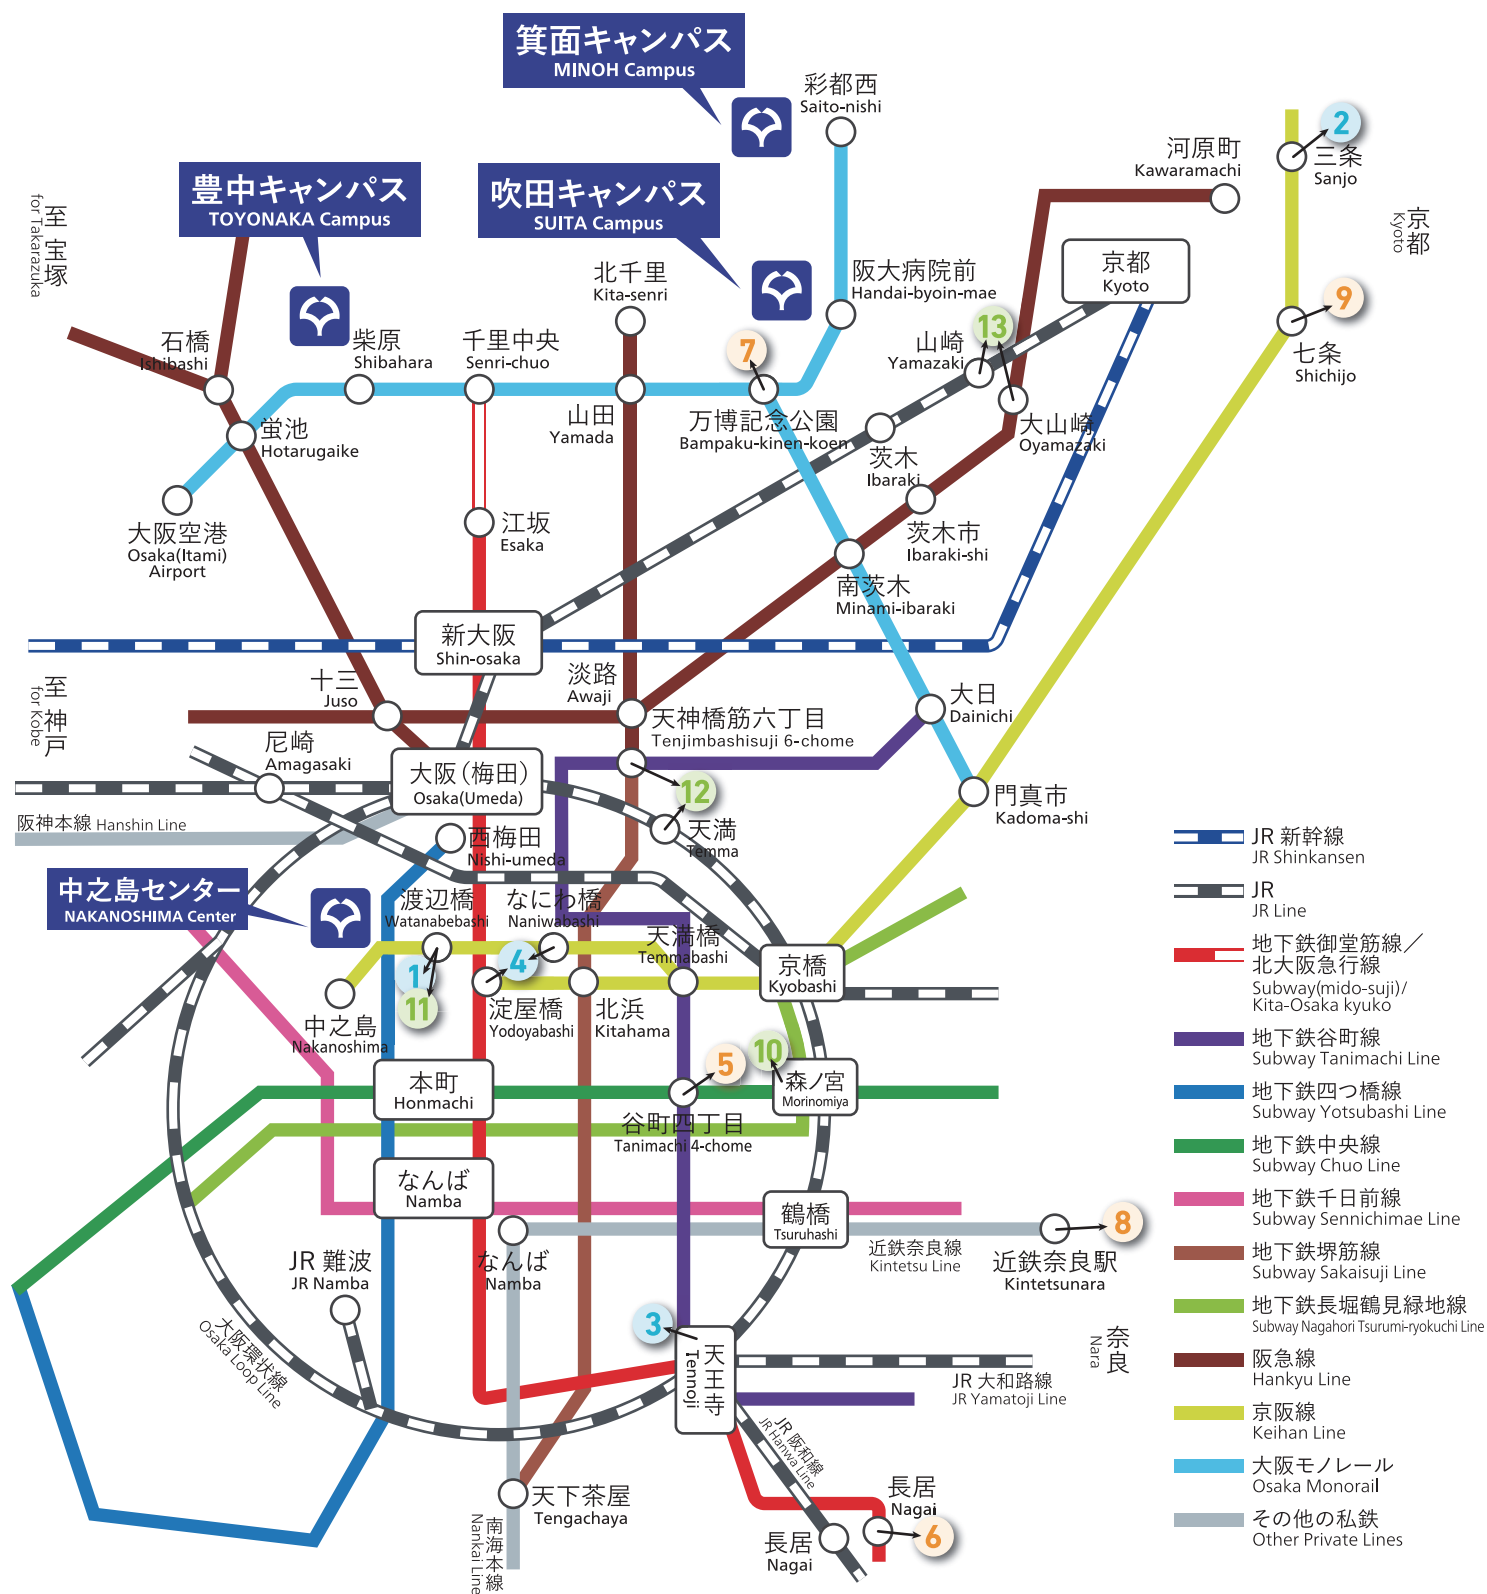 箕面キャンパス
MINOH Campus
彩都西
Saito-nishi
2
三条
Sanjo
河原町
Kawaramachi
豊中キャンパス
TOYONAKA Campus
吹田キャンパス
SUITA Campus
至 宝塚
for Takarazuka
京都
Kyoto
北千里
Kita-senri
阪大病院前
Handai-byoin-mae
京都
Kyoto
9
七条
Shichijo
石橋
Ishibashi
柴原
Shibahara
千里中央
Senri-chuo
7
山崎
Yamazaki
13
蛍池
Hotarugaike
山田
Yamada
万博記念公園
Bampaku-kinen-koen
茨木
Ibaraki
大山崎
Oyamazaki
大阪空港
Osaka(Itami)
Airport
江坂
Esaka
茨木市
Ibaraki-shi
南茨木
Minami-ibaraki
新大阪
Shin-osaka
至 神戸
for Kobe
十三
Juso
淡路
Awaji
大日
Dainichi
尼崎
Amagasaki
天神橋筋六丁目
Tenjimbashisuji 6-chome
大阪（梅田）
Osaka(Umeda)
12
門真市
Kadoma-shi
阪神本線 Hanshin Line
西梅田
Nishi-umeda
天満
Temma
中之島センター
NAKANOSHIMA Center
渡辺橋
Watanabebashi
なにわ橋
Naniwabashi
天満橋
Temmabashi
京橋
Kyobashi
1
4
11
中之島
Nakanoshima
淀屋橋
Yodoyabashi
北浜
Kitahama
本町
Honmachi
5
10
森ノ宮
Morinomiya
谷町四丁目
Tanimachi 4-chome
なんば
Namba
鶴橋
Tsuruhashi
8
なんば
Namba
近鉄奈良線
Kintetsu Line
近鉄奈良駅
Kintetsunara
JR 難波
JR Namba
大阪環状線
Osaka Loop Line
3
天王寺
Tennoji
奈良
Nara
JR 大和路線
JR Yamatoji Line
JR 阪和線
JR Hanwa Line
天下茶屋
Tengachaya
南海本線
Nankai Line
長居
Nagai
長居
Nagai
6
JR 新幹線
JR Shinkansen
JR
JR Line
地下鉄御堂筋線／
北大阪急行線
Subway(mido-suji)/
Kita-Osaka kyuko
地下鉄谷町線
Subway Tanimachi Line
地下鉄四つ橋線
Subway Yotsubashi Line
地下鉄中央線
Subway Chuo Line
地下鉄千日前線
Subway Sennichimae Line
地下鉄堺筋線
Subway Sakaisuji Line
地下鉄長堀鶴見緑地線
Subway Nagahori Tsurumi-ryokuchi Line
阪急線
Hankyu Line
京阪線
Keihan Line
大阪モノレール
Osaka Monorail
その他の私鉄
Other Private Lines